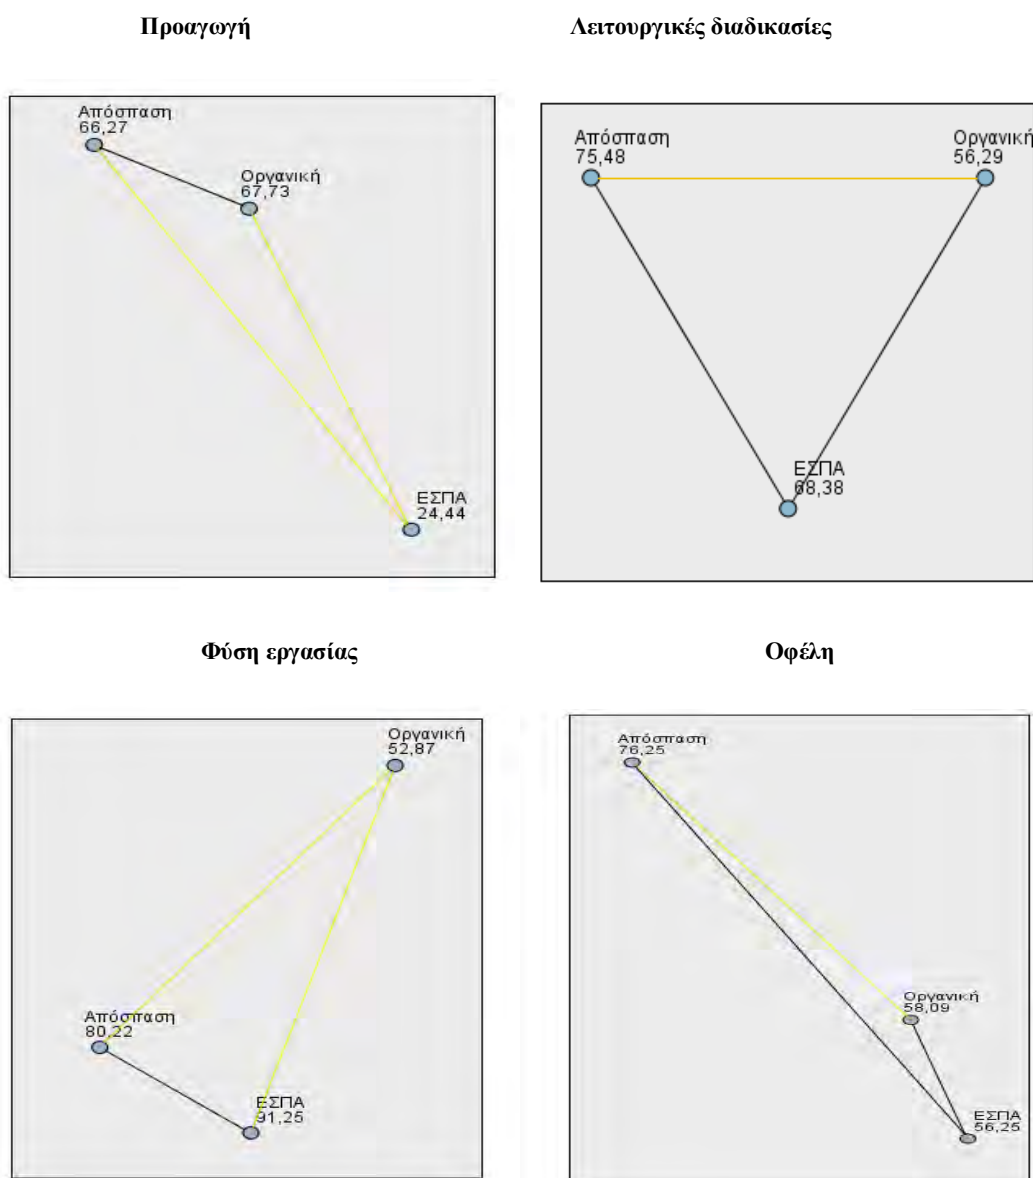 Προαγωγή
Λειτουργικές διαδικασίες
Απόσπαση
66,27
Οργανική
67,73
ΕΣΠΑ
24,44
Απόσπαση
75,48
Οργανική
56,29
ΕΣΠΑ
68,38
Φύση εργασίας
Οφέλη
Οργανική
52,87
Απόσπαση
80,22
ΕΣΠΑ
91,25
Απόσπαση
76,25
Οργανική
58,09
ΕΣΠΑ
56,25